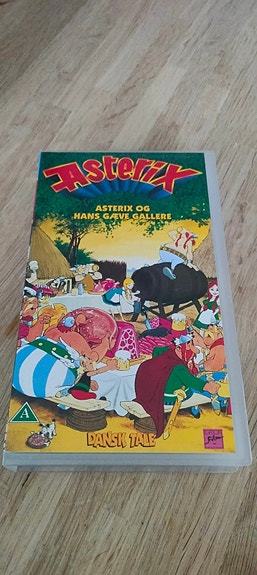 Asterix
ASTERIX OG
HANS GÆVE GALLERE
A
DANSK TALE